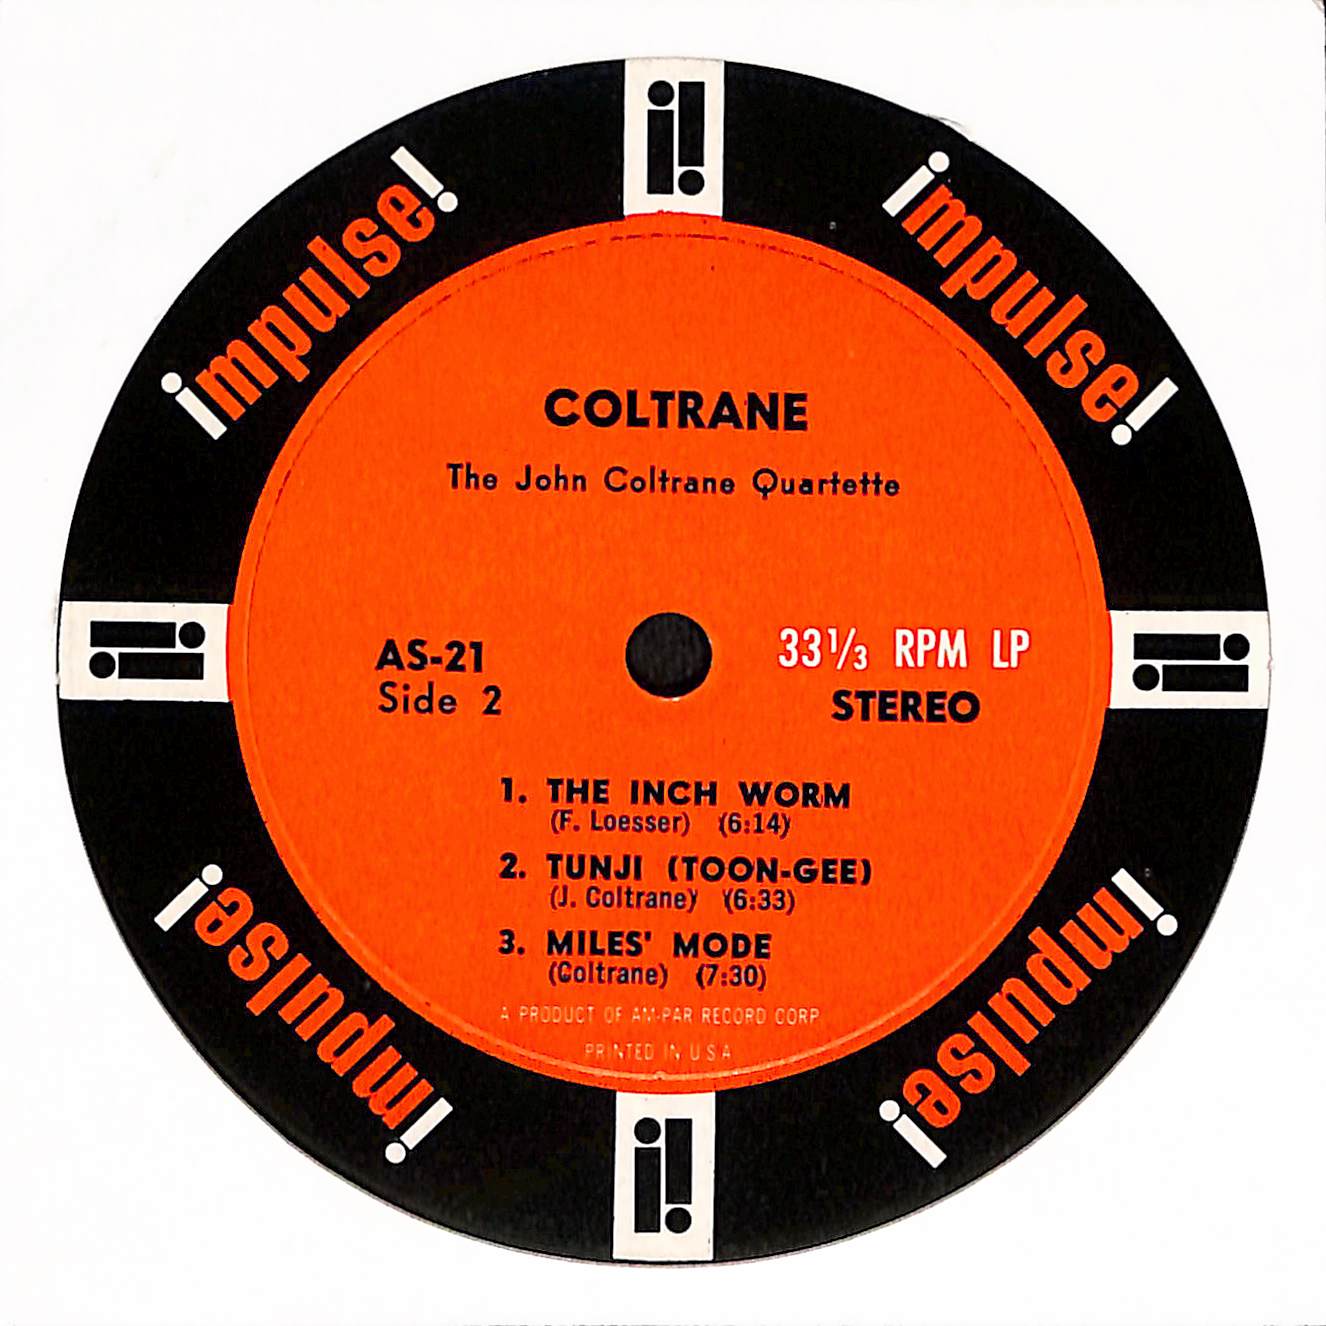 impulse!
impulse!
COLTRANE
The John Coltrane Quartette
AS-21
Side 2
33⅓ RPM LP
STEREO
1. THE INCH WORM
(F. Loesser) (6:14)
2. TUNJI (TOON-GEE)
(J. Coltrane) (6:33)
3. MILES' MODE
(Coltrane) (7:30)
A PRODUCT OF AM-PAR RECORD CORP
PRINTED IN U S A
impulse!
impulse!